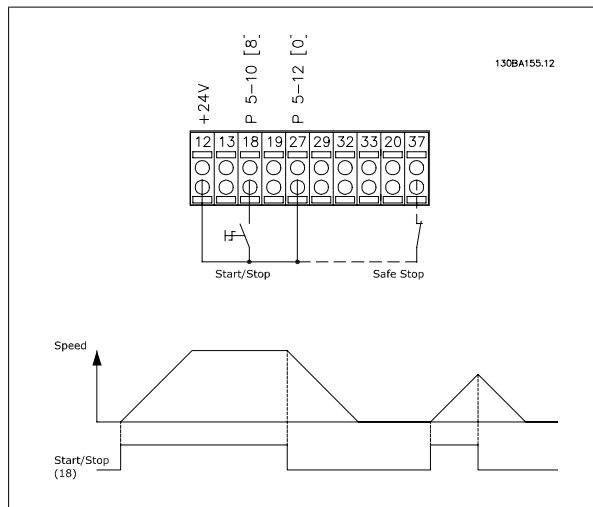 130BA155.12
+24V
P 5-10 [8]
P 5-12 [0]
12 13 18 19 27 29 32 33 20 37
Start/Stop
Safe Stop
Speed
Start/Stop
(18)